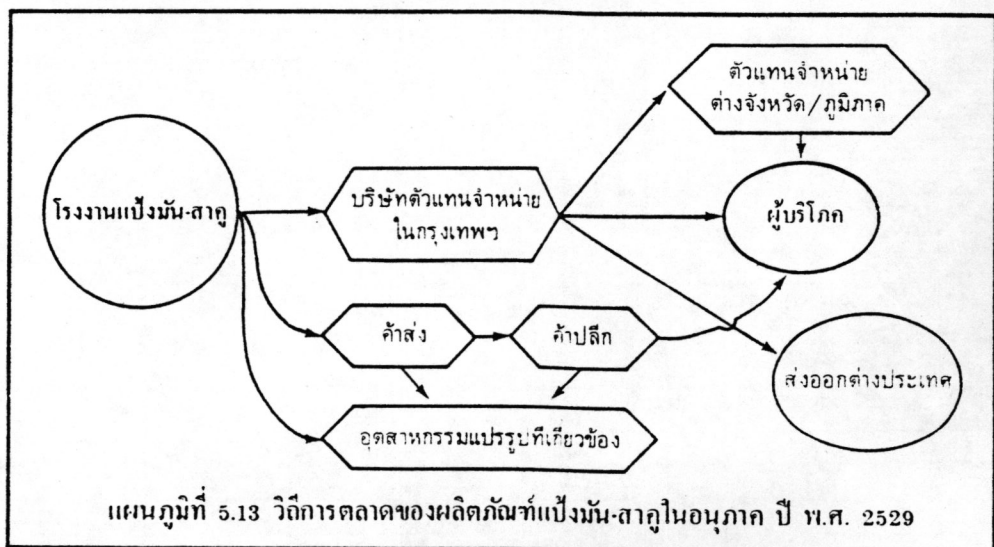 ตัวแทนจำหน่าย
ต่างจังหวัด/ภูมิภาค
โรงงานแป้งมัน-สาคู
บริษัทตัวแทนจำหน่าย
ในกรุงเทพฯ
ผู้บริโภค
ค้าส่ง
ค้าปลีก
ส่งออกต่างประเทศ
อุตสาหกรรมแปรรูปที่เกี่ยวข้อง
แผนภูมิที่ 5.13 วิถีการตลาดของผลิตภัณฑ์แป้งมัน-สาคูในอนุภาค ปี พ.ศ. 2529